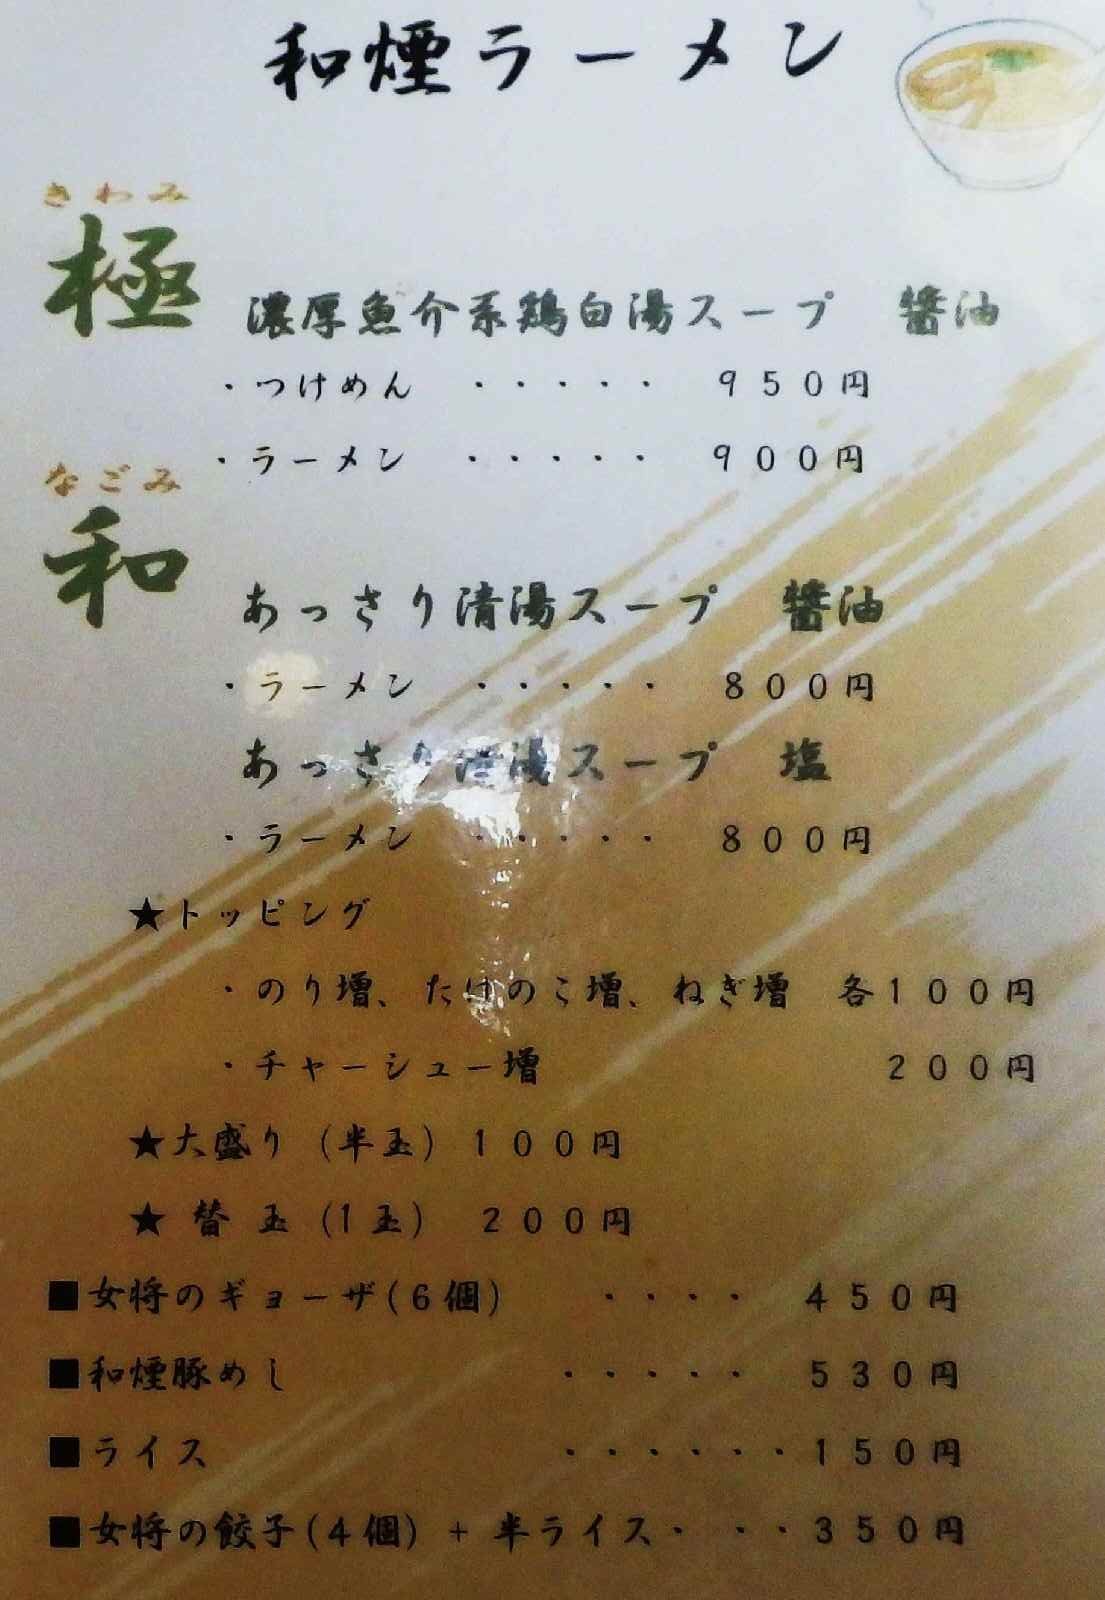 和煙ラーメン
きわみ
極
濃厚魚介系鶏白湯スープ　醤油
・つけめん　・・・・・　９５０円
・ラーメン　・・・・・　９００円
なごみ
和
あっさり清湯スープ　醤油
・ラーメン　・・・・・　８００円
あっさり清湯スープ　塩
・ラーメン　・・・・・　８００円
★トッピング
・のり増、たけのこ増、ねぎ増　各１００円
・チャーシュー増　２００円
★大盛り（半玉）１００円
★替玉（1玉）　２００円
■女将のギョーザ(６個)　・・・・　４５０円
■和煙豚めし　・・・・・　５３０円
■ライス　・・・・・・１５０円
■女将の餃子(４個)＋半ライス・・・３５０円